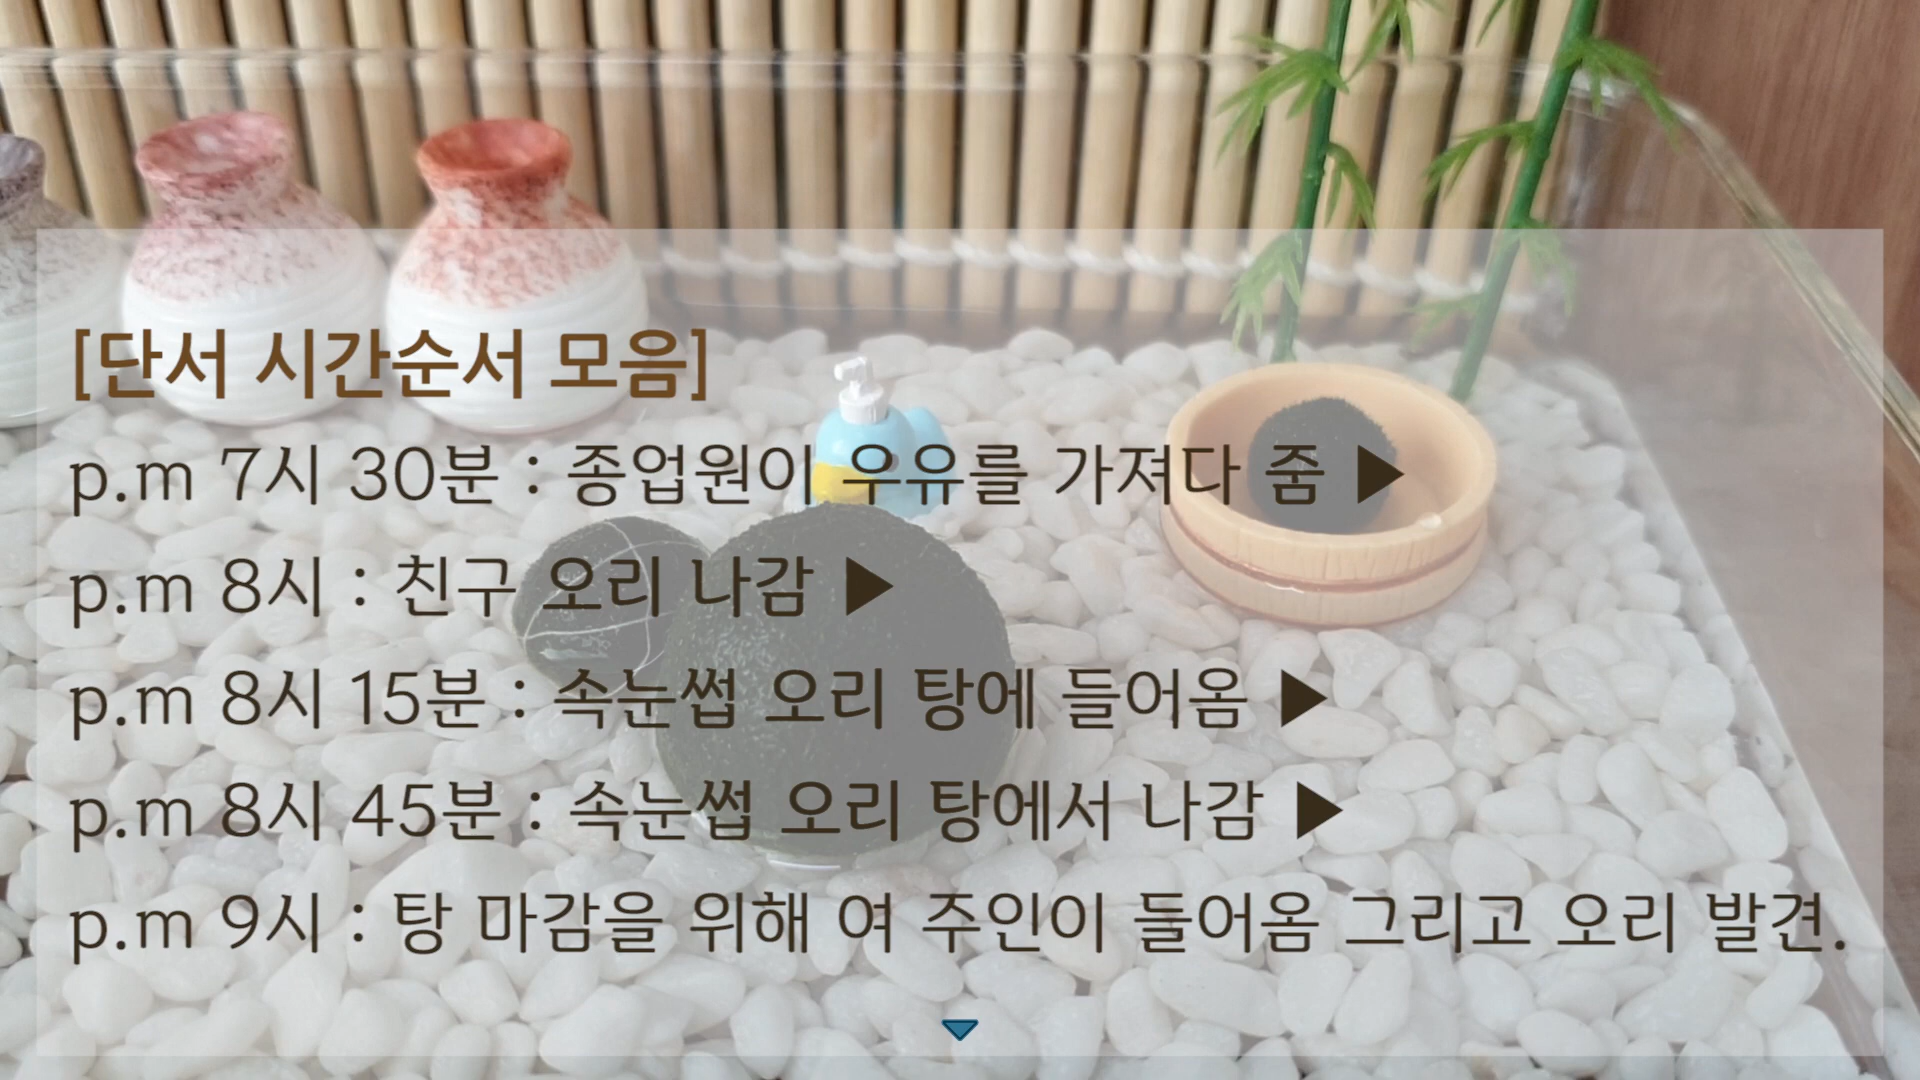 [단서 시간순서 모음]
p.m 7시 30분 : 종업원이 우유를 가져다 줌 ▶
p.m 8시 : 친구 오리 나감 ▶
p.m 8시 15분 : 속눈썹 오리 탕에 들어옴 ▶
p.m 8시 45분 : 속눈썹 오리 탕에서 나감 ▶
p.m 9시 : 탕 마감을 위해 여 주인이 들어옴 그리고 오리 발견.